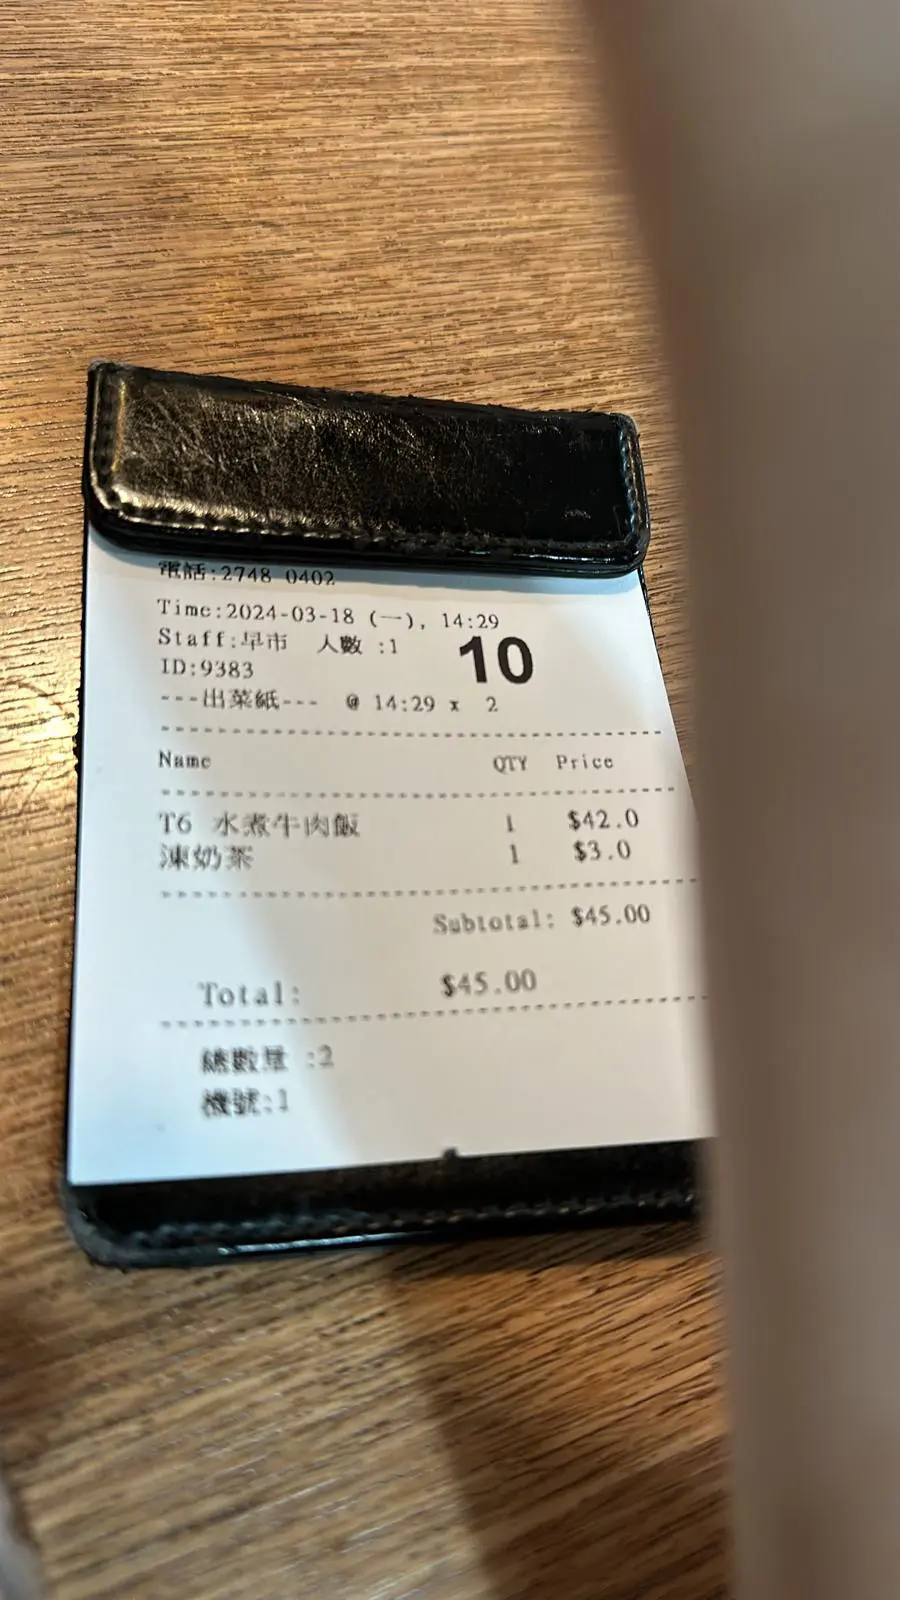 電話:2748 0402
Time:2024-03-18 (一), 14:29
Staff:早市 人數 :1
10
ID:9383
---出菜紙--- @ 14:29 x 2
Name QTY Price
T6 水煮牛肉飯 1 $42.0
凍奶茶 1 $3.0
Subtotal: $45.00
Total: $45.00
總數量 :2
機號:1